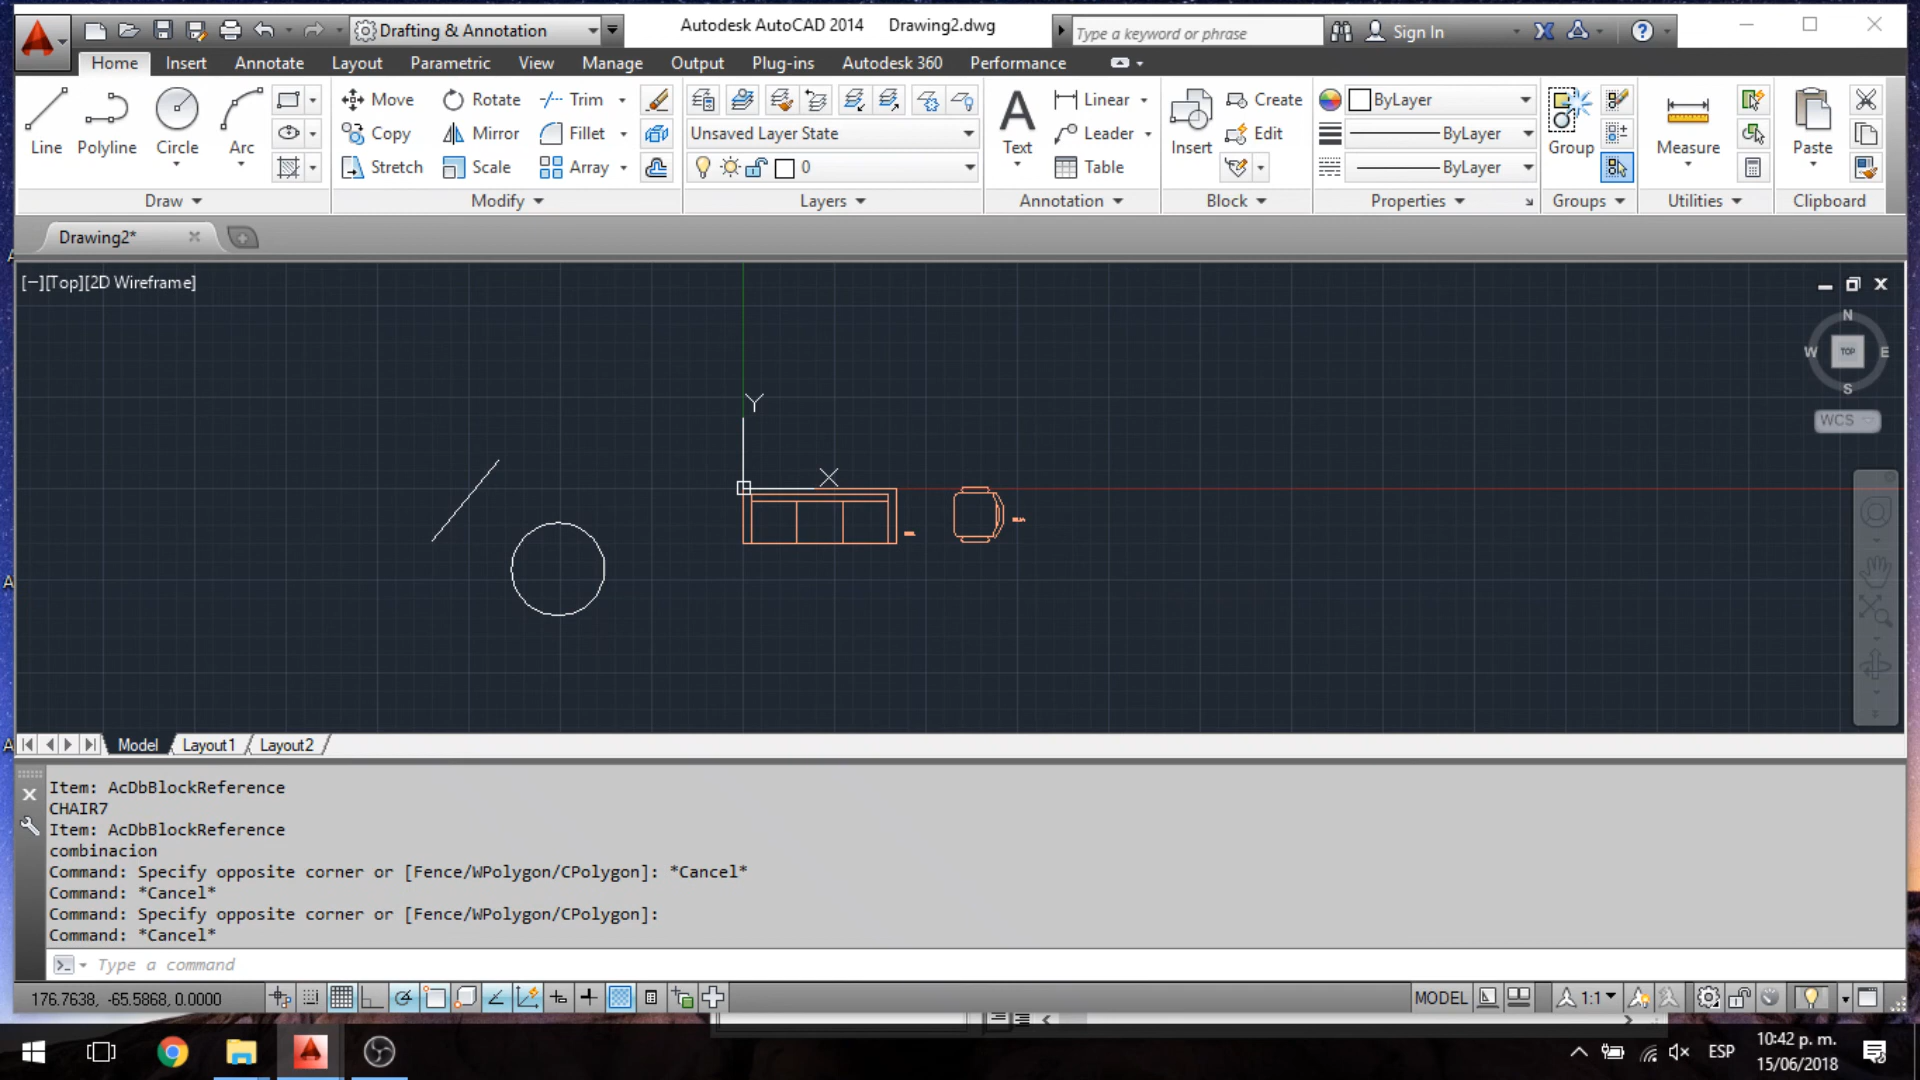 Drafting & Annotation
Autodesk AutoCAD 2014 Drawing2.dwg
Type a keyword or phrase
Sign In
Home Insert Annotate Layout Parametric View Manage Output Plug-ins Autodesk 360 Performance
Line Polyline Circle Arc
Move Rotate Trim
Copy Mirror Fillet
Stretch Scale Array
Unsaved Layer State
0
Text
Linear
Leader
Table
Insert
Create
Edit
ByLayer
ByLayer
ByLayer
Group
Measure
Paste
Draw Modify Layers Annotation Block Properties Groups Utilities Clipboard
Drawing2*
[−][Top][2D Wireframe]
N
W TOP E
S
WCS
Y
X
Model Layout1 Layout2
Item: AcDbBlockReference
CHAIR7
Item: AcDbBlockReference
combinacion
Command: Specify opposite corner or [Fence/WPolygon/CPolygon]: *Cancel*
Command: *Cancel*
Command: Specify opposite corner or [Fence/WPolygon/CPolygon]:
Command: *Cancel*
Type a command
176.7638, -65.5868, 0.0000
MODEL
1:1
ESP
10:42 p. m.
15/06/2018